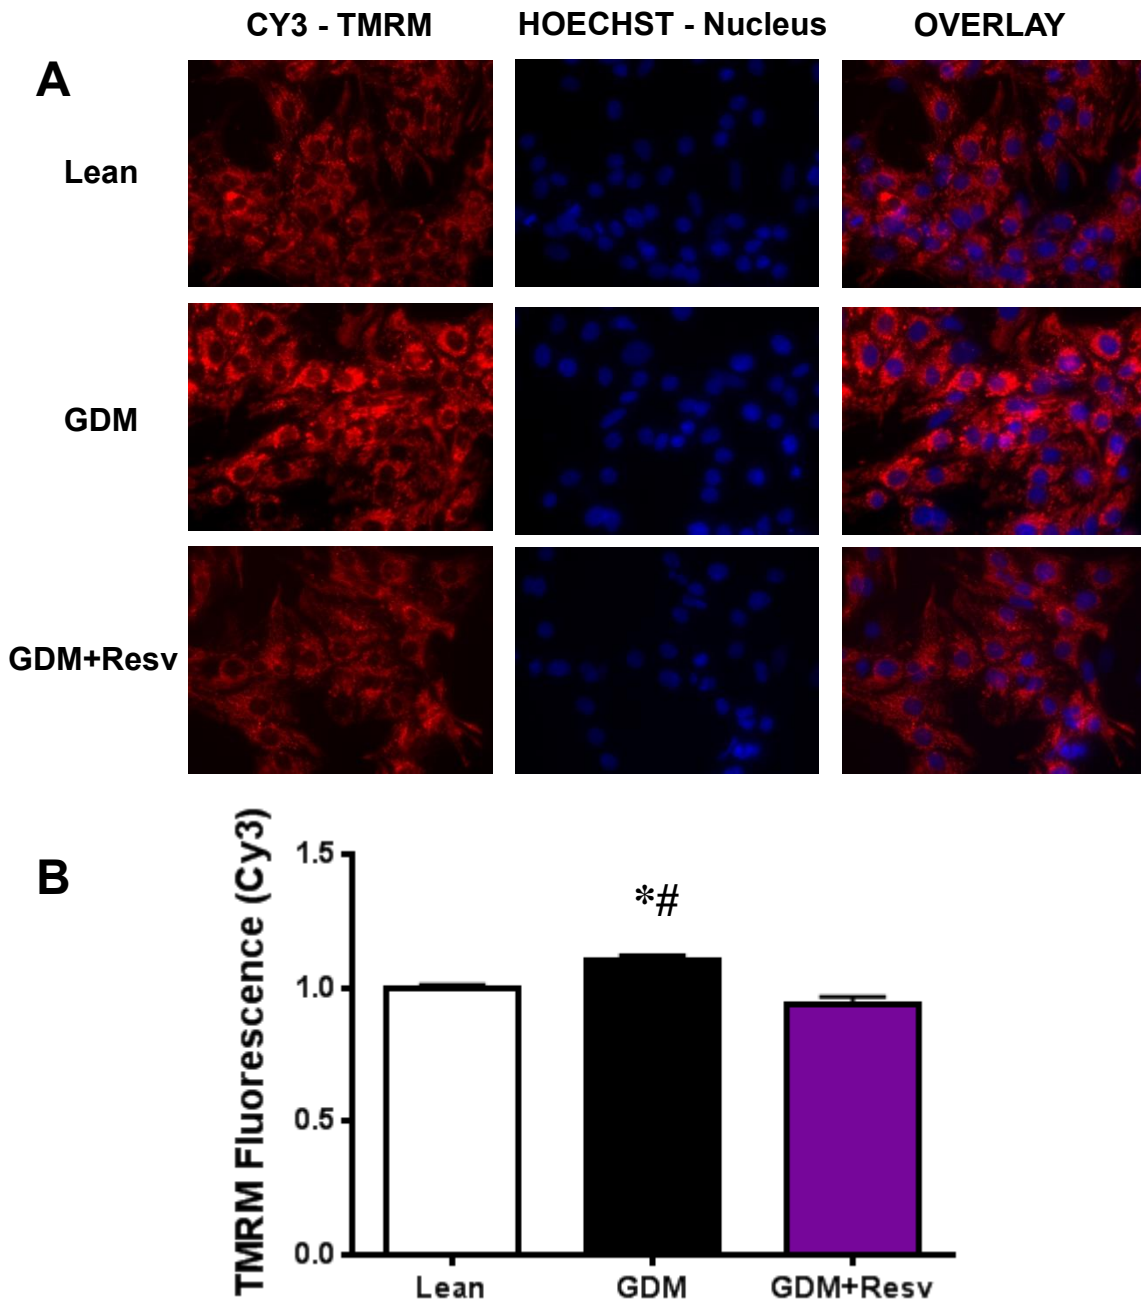 CY3 - TMRM
HOECHST - Nucleus
OVERLAY
A
Lean
GDM
GDM+Resv
B
TMRM Fluorescence (Cy3)
1.5
1.0
0.5
0.0
*#
Lean
GDM
GDM+Resv